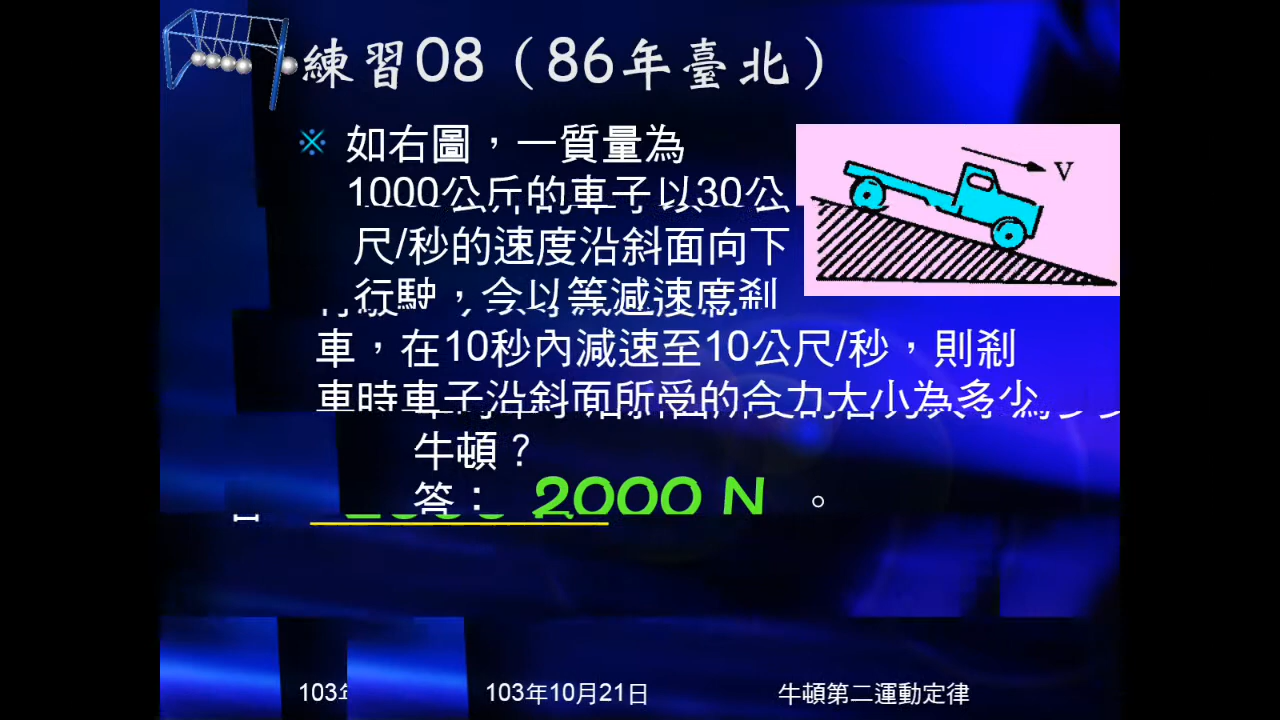 練習08（86年臺北）
※ 如右圖，一質量為
1000公斤的車子以30公
尺/秒的速度沿斜面向下
行駛，今以等減速度剎
車，在10秒內減速至10公尺/秒，則剎
車時車子沿斜面所受的合力大小為多少
牛頓？
答： 2000 N 。
V
103年 103年10月21日 牛頓第二運動定律